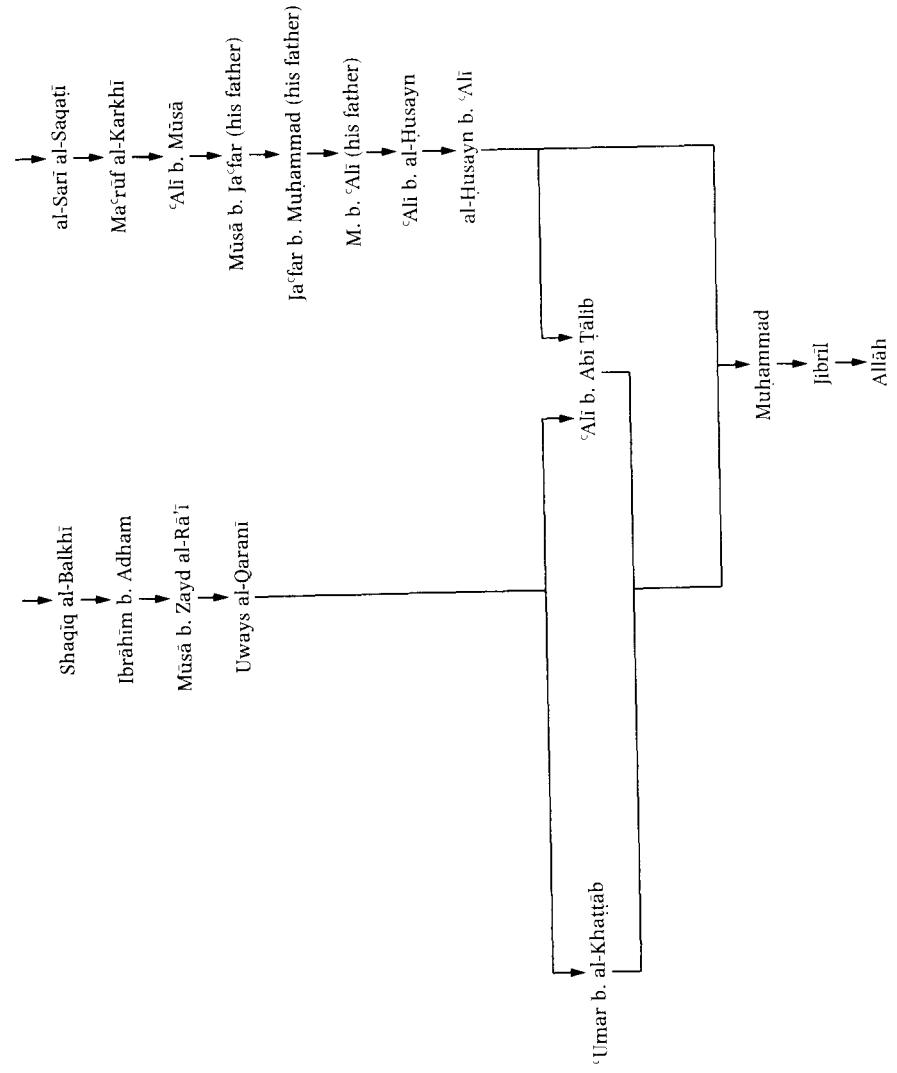 al-Sarī al-Saqaṭī
Maʿrūf al-Karkhī
ʿAlī b. Mūsā
Mūsā b. Jaʿfar (his father)
Jaʿfar b. Muḥammad (his father)
M. b. ʿAlī (his father)
ʿAlī b. al-Ḥusayn
al-Ḥusayn b. ʿAlī
Shaqīq al-Balkhī
Ibrāhīm b. Adham
Mūsā b. Zayd al-Rāʾī
Uways al-Qaranī
ʿAlī b. Abī Ṭālib
ʿUmar b. al-Khaṭṭāb
Muḥammad
Jibrīl
Allāh